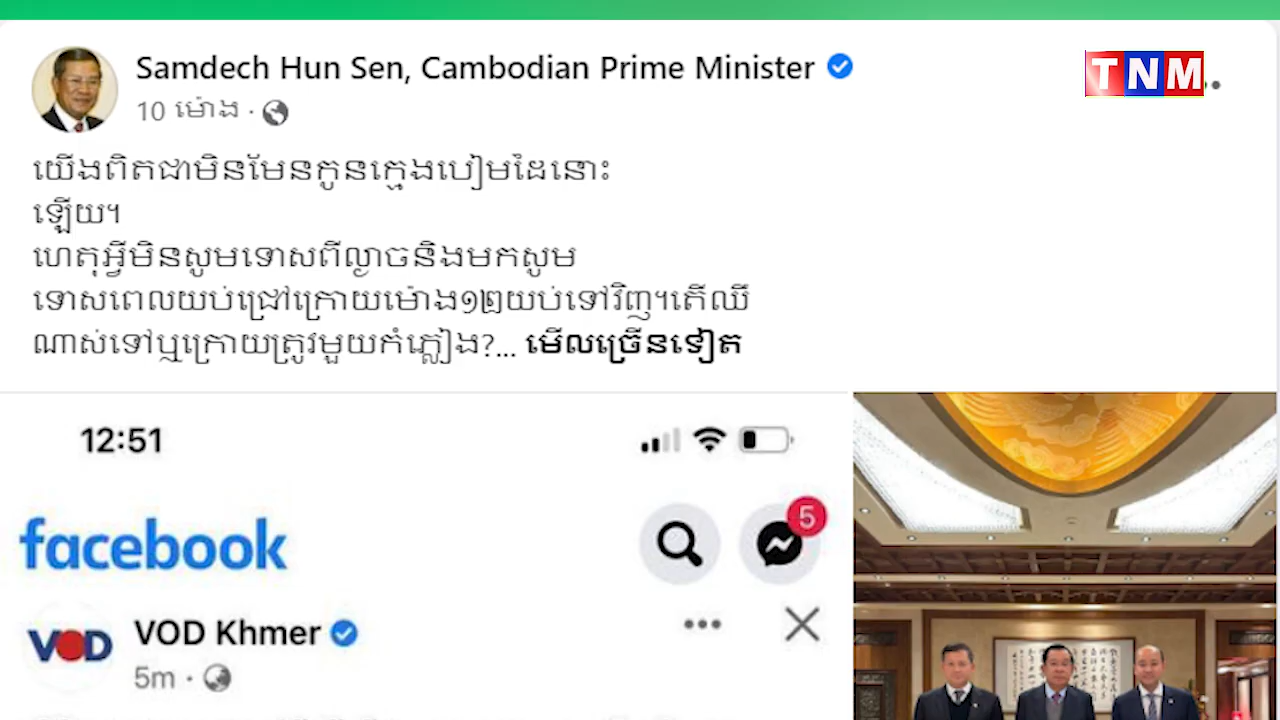 Samdech Hun Sen, Cambodian Prime Minister
TNM
10 ម៉ោង ·
យើងពិតជាមិនមែនកូនក្មេងបៀមដៃនោះ
ឡើយ។
ហេតុអ្វីមិនសូមទោសពីល្ងាចនិងមកសូម
ទោសពេលយប់ជ្រៅក្រោយម៉ោង១២យប់ទៅវិញ។តើឈឺ
ណាស់ទៅឬក្រោយត្រូវមួយកំភ្លៀង?... មើលច្រើនទៀត
12:51
facebook
5
VOD
VOD Khmer
5m ·